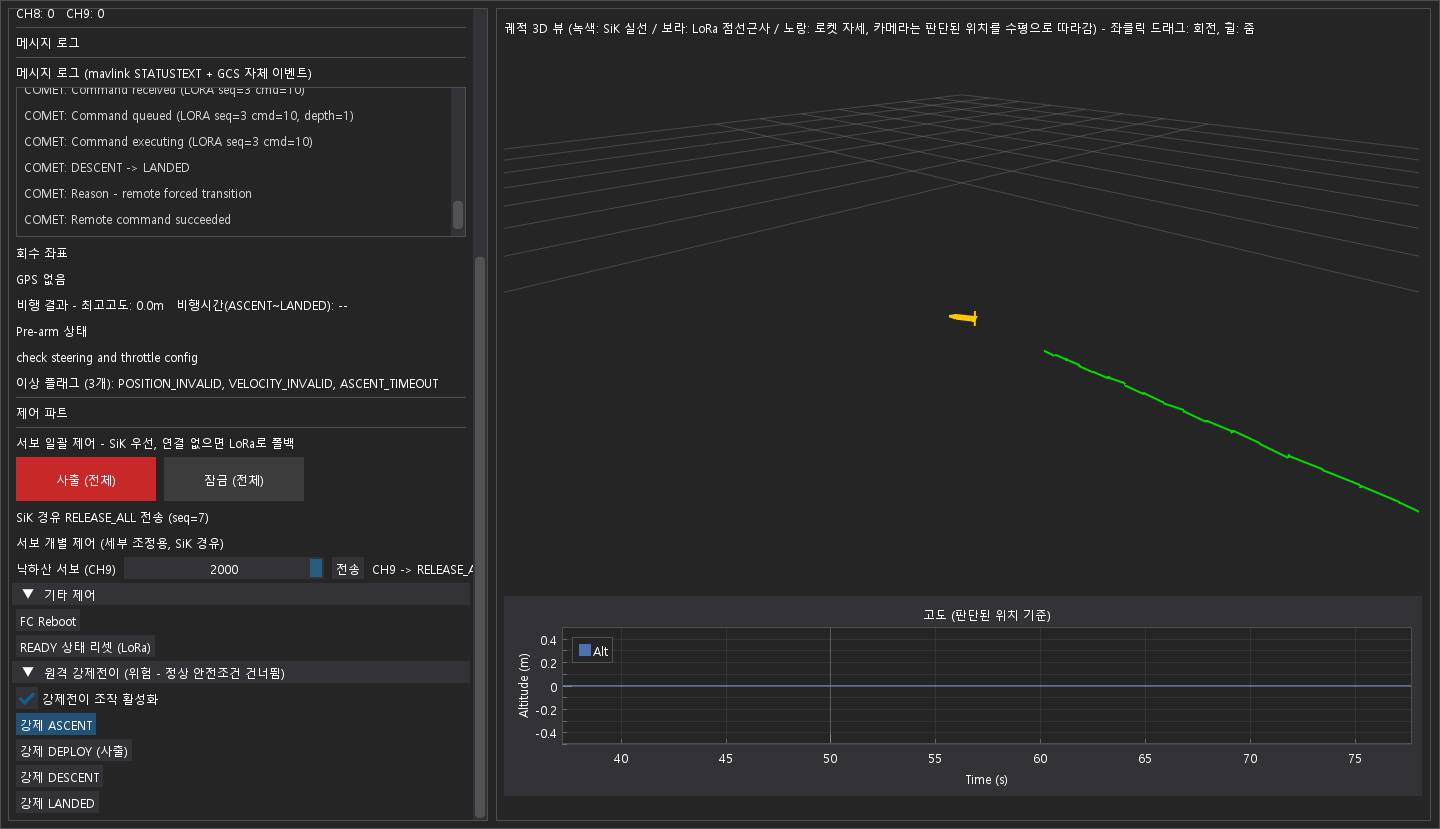 CH8: 0 CH9: 0
메시지 로그
메시지 로그 (mavlink STATUSTEXT + GCS 자체 이벤트)
COMET: Command received (LORA seq=3 cmd=10)
COMET: Command queued (LORA seq=3 cmd=10, depth=1)
COMET: Command executing (LORA seq=3 cmd=10)
COMET: DESCENT -> LANDED
COMET: Reason - remote forced transition
COMET: Remote command succeeded
회수 좌표
GPS 없음
비행 결과 - 최고고도: 0.0m 비행시간(ASCENT~LANDED): --
Pre-arm 상태
check steering and throttle config
이상 플래그 (3개): POSITION_INVALID, VELOCITY_INVALID, ASCENT_TIMEOUT
제어 파트
서보 일괄 제어 - SiK 우선, 연결 없으면 LoRa로 폴백
사출 (전체) 잠금 (전체)
SiK 경유 RELEASE_ALL 전송 (seq=7)
서보 개별 제어 (세부 조정용, SiK 경유)
낙하산 서보 (CH9) 2000 전송 CH9 -> RELEASE_A
▼ 기타 제어
FC Reboot
READY 상태 리셋 (LoRa)
▼ 원격 강제전이 (위험 - 정상 안전조건 건너뜀)
강제전이 조작 활성화
강제 ASCENT
강제 DEPLOY (사출)
강제 DESCENT
강제 LANDED
궤적 3D 뷰 (녹색: SiK 실선 / 보라: LoRa 점선근사 / 노랑: 로켓 자세, 카메라는 판단된 위치를 수평으로 따라감) - 좌클릭 드래그: 회전, 휠: 줌
고도 (판단된 위치 기준)
Alt
Altitude (m)
0.4
0.2
0
-0.2
-0.4
40 45 50 55 60 65 70 75
Time (s)